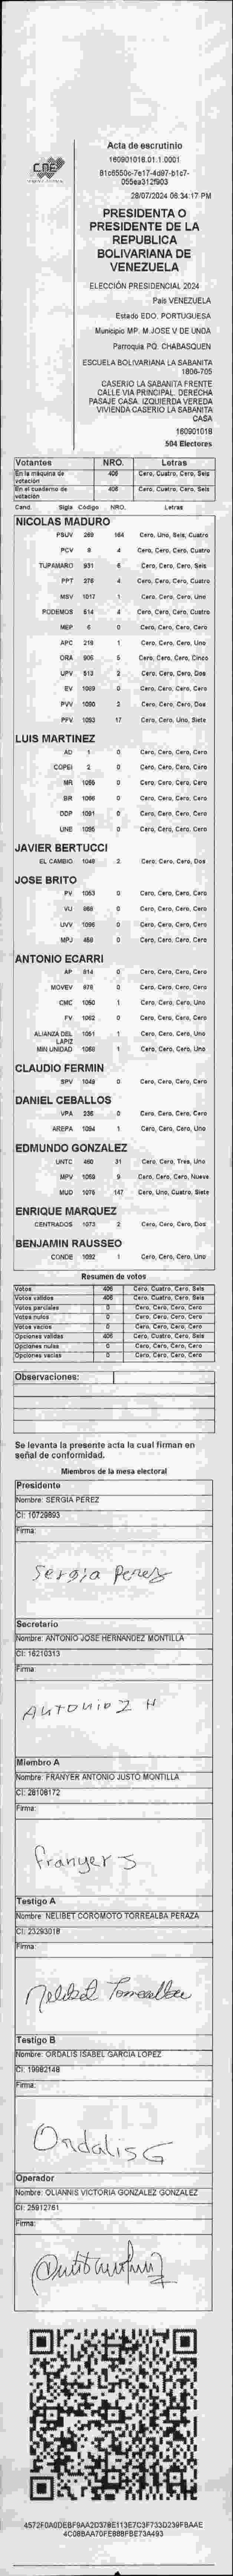 CNE
Acta de escrutinio
160901018.01.1.0001
81c6550c-7e17-4d97-b1c7-
055ea312f903
28/07/2024 06:34:17 PM
PRESIDENTA O
PRESIDENTE DE LA
REPUBLICA
BOLIVARIANA DE
VENEZUELA
ELECCIÓN PRESIDENCIAL 2024
País VENEZUELA
Estado EDO. PORTUGUESA
Municipio MP. M.JOSE V DE UNDA
Parroquia PQ. CHABASQUEN
ESCUELA BOLIVARIANA LA SABANITA
1806-705
CASERIO LA SABANITA FRENTE
CALLE VIA PRINCIPAL. DERECHA
PASAJE CASA. IZQUIERDA VEREDA
VIVIENDA CASERIO LA SABANITA
CASA
160901018
504 Electores
Votantes NRO. Letras
En la máquina de votación 406 Cero, Cuatro, Cero, Seis
En el cuaderno de votación 406 Cero, Cuatro, Cero, Seis
Cand. Sigla Código NRO. Letras
NICOLAS MADURO
PSUV 269 164 Cero, Uno, Seis, Cuatro
PCV 8 4 Cero, Cero, Cero, Cuatro
TUPAMARO 931 6 Cero, Cero, Cero, Seis
PPT 276 4 Cero, Cero, Cero, Cuatro
MSV 1017 1 Cero, Cero, Cero, Uno
PODEMOS 514 4 Cero, Cero, Cero, Cuatro
MEP 6 0 Cero, Cero, Cero, Cero
APC 219 1 Cero, Cero, Cero, Uno
ORA 906 5 Cero, Cero, Cero, Cinco
UPV 513 2 Cero, Cero, Cero, Dos
EV 1069 0 Cero, Cero, Cero, Cero
PVV 1090 2 Cero, Cero, Cero, Dos
PFV 1093 17 Cero, Cero, Uno, Siete
LUIS MARTINEZ
AD 1 0 Cero, Cero, Cero, Cero
COPEI 2 0 Cero, Cero, Cero, Cero
MR 1055 0 Cero, Cero, Cero, Cero
BR 1066 0 Cero, Cero, Cero, Cero
DDP 1091 0 Cero, Cero, Cero, Cero
UNE 1095 0 Cero, Cero, Cero, Cero
JAVIER BERTUCCI
EL CAMBIO 1048 2 Cero, Cero, Cero, Dos
JOSE BRITO
PV 1053 0 Cero, Cero, Cero, Cero
VU 868 0 Cero, Cero, Cero, Cero
UVV 1096 0 Cero, Cero, Cero, Cero
MPJ 459 0 Cero, Cero, Cero, Cero
ANTONIO ECARRI
AP 814 0 Cero, Cero, Cero, Cero
MOVEV 979 0 Cero, Cero, Cero, Cero
CMC 1050 1 Cero, Cero, Cero, Uno
FV 1062 0 Cero, Cero, Cero, Cero
ALIANZA DEL LAPIZ 1051 1 Cero, Cero, Cero, Uno
MIN UNIDAD 1068 1 Cero, Cero, Cero, Uno
CLAUDIO FERMIN
SPV 1049 0 Cero, Cero, Cero, Cero
DANIEL CEBALLOS
VPA 236 0 Cero, Cero, Cero, Cero
AREPA 1094 1 Cero, Cero, Cero, Uno
EDMUNDO GONZALEZ
UNTC 460 31 Cero, Cero, Tres, Uno
MPV 1059 9 Cero, Cero, Cero, Nueve
MUD 1075 147 Cero, Uno, Cuatro, Siete
ENRIQUE MARQUEZ
CENTRADOS 1073 2 Cero, Cero, Cero, Dos
BENJAMIN RAUSSEO
CONDE 1092 1 Cero, Cero, Cero, Uno
Resumen de votos
Votos 406 Cero, Cuatro, Cero, Seis
Votos validos 406 Cero, Cuatro, Cero, Seis
Votos parciales 0 Cero, Cero, Cero, Cero
Votos nulos 0 Cero, Cero, Cero, Cero
Votos vacíos 0 Cero, Cero, Cero, Cero
Opciones validas 406 Cero, Cuatro, Cero, Seis
Opciones nulas 0 Cero, Cero, Cero, Cero
Opciones vacías 0 Cero, Cero, Cero, Cero
Observaciones:
Se levanta la presente acta la cual firman en
señal de conformidad.
Miembros de la mesa electoral
Presidente
Nombre: SERGIA PEREZ
CI: 10729893
Firma:
Sergia Perez
Secretario
Nombre: ANTONIO JOSE HERNANDEZ MONTILLA
CI: 16210313
Firma:
ANTONIO J H
Miembro A
Nombre: FRANYER ANTONIO JUSTO MONTILLA
CI: 28108172
Firma:
Franyer J
Testigo A
Nombre: NELIBET COROMOTO TORREALBA PERAZA
CI: 23293018
Firma:
Nelibet Torrealba
Testigo B
Nombre: ORDALIS ISABEL GARCIA LOPEZ
CI: 19982148
Firma:
Ordalis G
Operador
Nombre: OLIANNIS VICTORIA GONZALEZ GONZALEZ
CI: 25912761
Firma:
4572F0A0DEBF9AA2D378E113E7C3F733D239FBAAE
4C08BAA70FE888FBE73A493